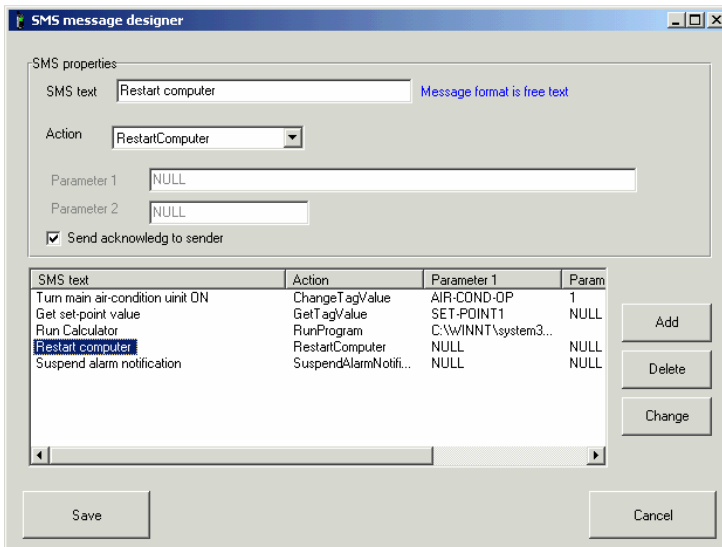 SMS message designer
SMS properties
SMS text Restart computer Message format is free text
Action RestartComputer
Parameter 1 NULL
Parameter 2 NULL
Send acknowledg to sender
SMS text Action Parameter 1 Param
Turn main air-condition uinit ON ChangeTagValue AIR-COND-OP 1
Get set-point value GetTagValue SET-POINT1 NULL
Run Calculator RunProgram C:\WINNT\system3...
Restart computer RestartComputer NULL NULL
Suspend alarm notification SuspendAlarmNotifi... NULL NULL
Add
Delete
Change
Save Cancel